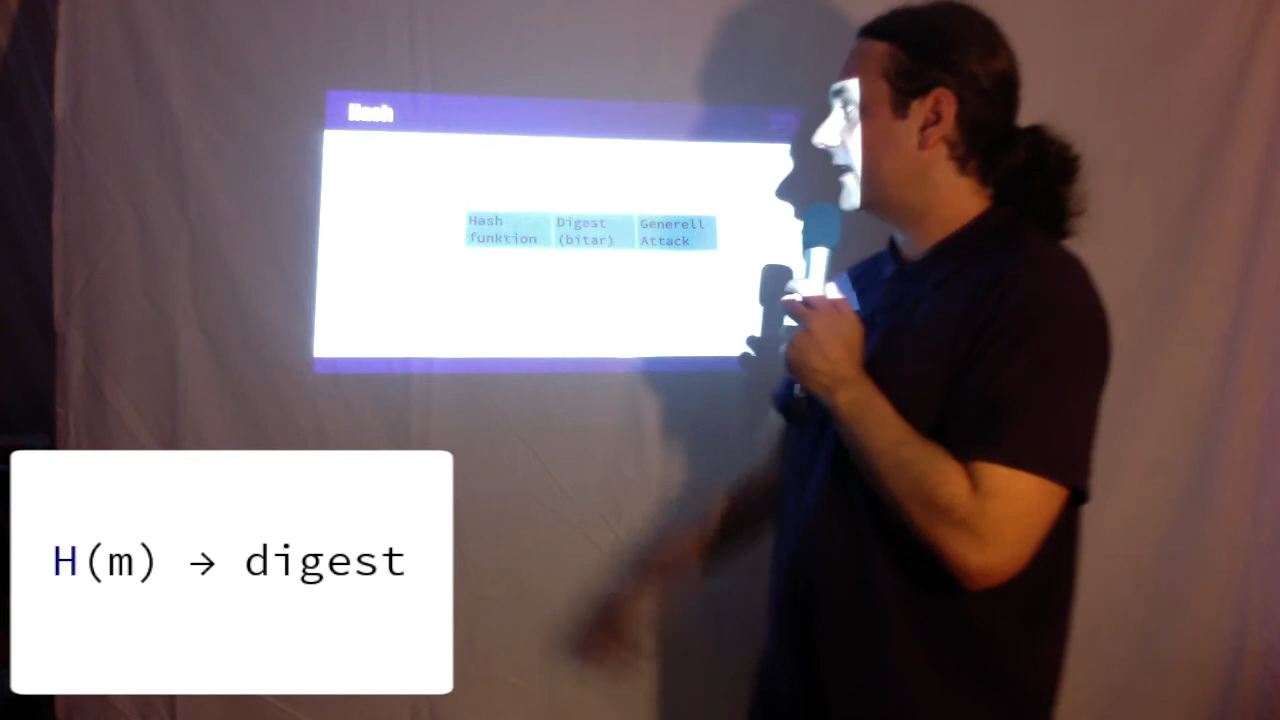 Hash
Hash Digest Generell
funktion (bitar) Attack
H(m) → digest